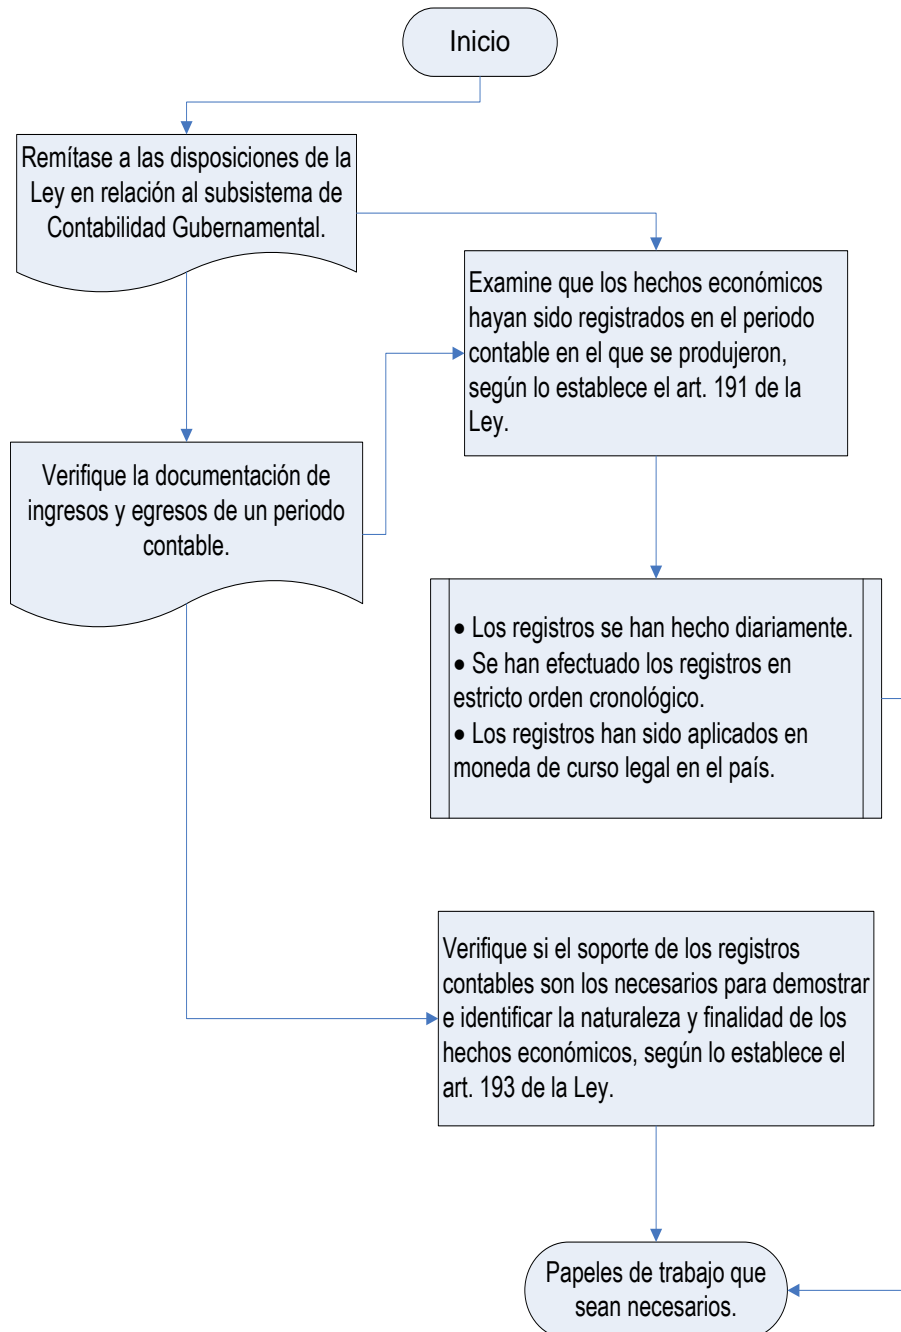 Inicio
Remítase a las disposiciones de la
Ley en relación al subsistema de
Contabilidad Gubernamental.
Examine que los hechos económicos
hayan sido registrados en el periodo
contable en el que se produjeron,
según lo establece el art. 191 de la
Ley.
Verifique la documentación de
ingresos y egresos de un periodo
contable.
• Los registros se han hecho diariamente.
• Se han efectuado los registros en
estricto orden cronológico.
• Los registros han sido aplicados en
moneda de curso legal en el país.
Verifique si el soporte de los registros
contables son los necesarios para demostrar
e identificar la naturaleza y finalidad de los
hechos económicos, según lo establece el
art. 193 de la Ley.
Papeles de trabajo que
sean necesarios.